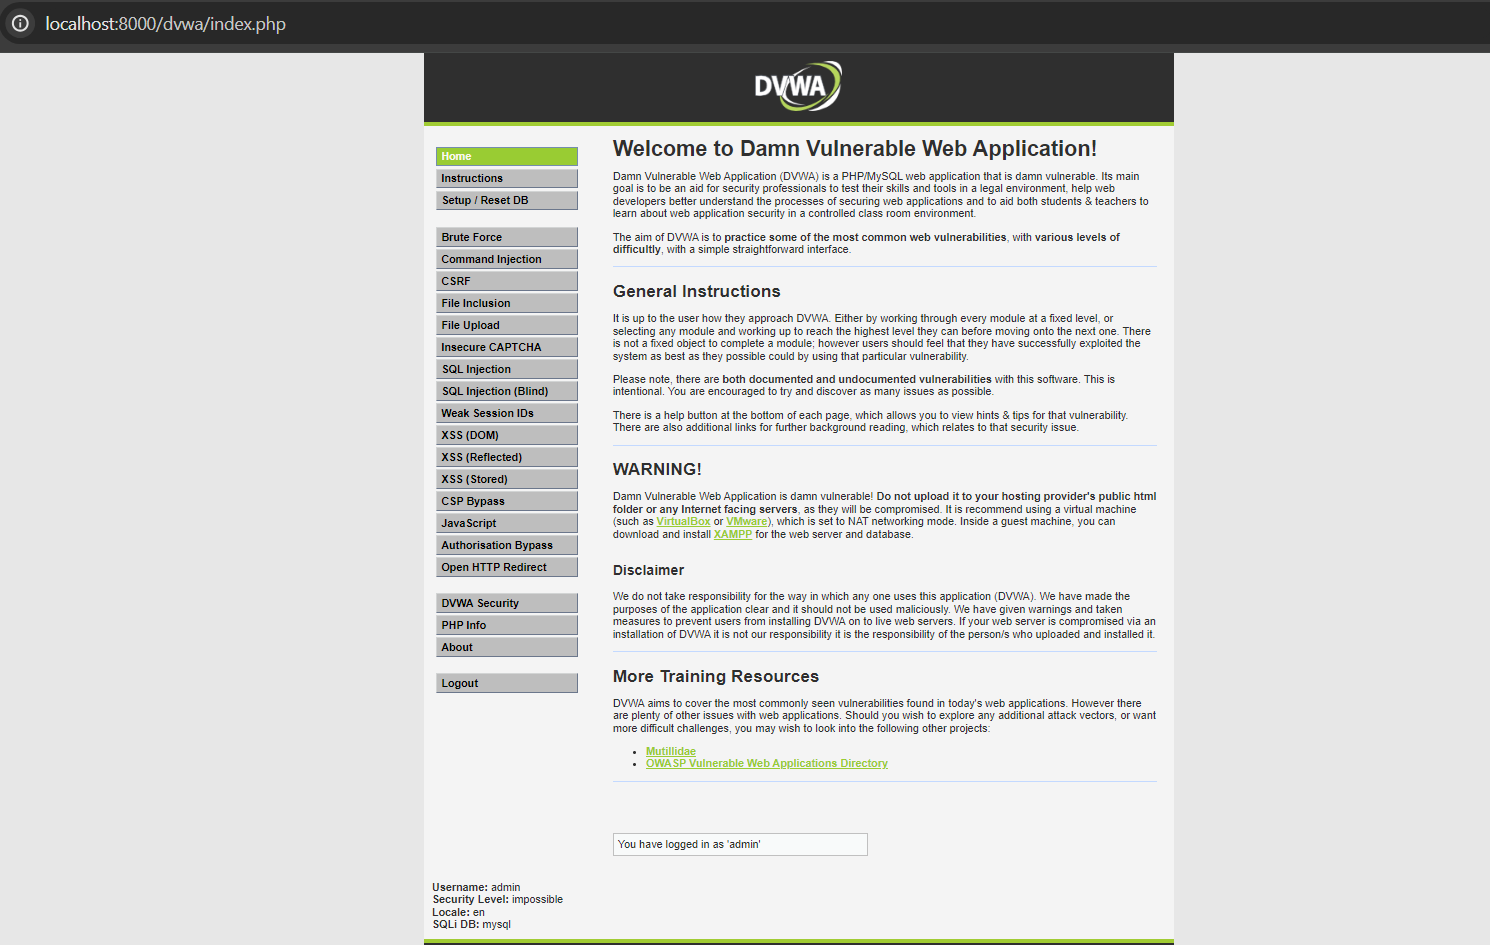 localhost:8000/dvwa/index.php
DVWA
Home
Instructions
Setup / Reset DB
Brute Force
Command Injection
CSRF
File Inclusion
File Upload
Insecure CAPTCHA
SQL Injection
SQL Injection (Blind)
Weak Session IDs
XSS (DOM)
XSS (Reflected)
XSS (Stored)
CSP Bypass
JavaScript
Authorisation Bypass
Open HTTP Redirect
DVWA Security
PHP Info
About
Logout
Welcome to Damn Vulnerable Web Application!
Damn Vulnerable Web Application (DVWA) is a PHP/MySQL web application that is damn vulnerable. Its main
goal is to be an aid for security professionals to test their skills and tools in a legal environment, help web
developers better understand the processes of securing web applications and to aid both students & teachers to
learn about web application security in a controlled class room environment.
The aim of DVWA is to practice some of the most common web vulnerabilities, with various levels of
difficultly, with a simple straightforward interface.
General Instructions
It is up to the user how they approach DVWA. Either by working through every module at a fixed level, or
selecting any module and working up to reach the highest level they can before moving onto the next one. There
is not a fixed object to complete a module; however users should feel that they have successfully exploited the
system as best as they possible could by using that particular vulnerability.
Please note, there are both documented and undocumented vulnerabilities with this software. This is
intentional. You are encouraged to try and discover as many issues as possible.
There is a help button at the bottom of each page, which allows you to view hints & tips for that vulnerability.
There are also additional links for further background reading, which relates to that security issue.
WARNING!
Damn Vulnerable Web Application is damn vulnerable! Do not upload it to your hosting provider's public html
folder or any Internet facing servers, as they will be compromised. It is recommend using a virtual machine
(such as VirtualBox or VMware), which is set to NAT networking mode. Inside a guest machine, you can
download and install XAMPP for the web server and database.
Disclaimer
We do not take responsibility for the way in which any one uses this application (DVWA). We have made the
purposes of the application clear and it should not be used maliciously. We have given warnings and taken
measures to prevent users from installing DVWA on to live web servers. If your web server is compromised via an
installation of DVWA it is not our responsibility it is the responsibility of the person/s who uploaded and installed it.
More Training Resources
DVWA aims to cover the most commonly seen vulnerabilities found in today's web applications. However there
are plenty of other issues with web applications. Should you wish to explore any additional attack vectors, or want
more difficult challenges, you may wish to look into the following other projects:
• Mutillidae
• OWASP Vulnerable Web Applications Directory
You have logged in as 'admin'
Username: admin
Security Level: impossible
Locale: en
SQLi DB: mysql